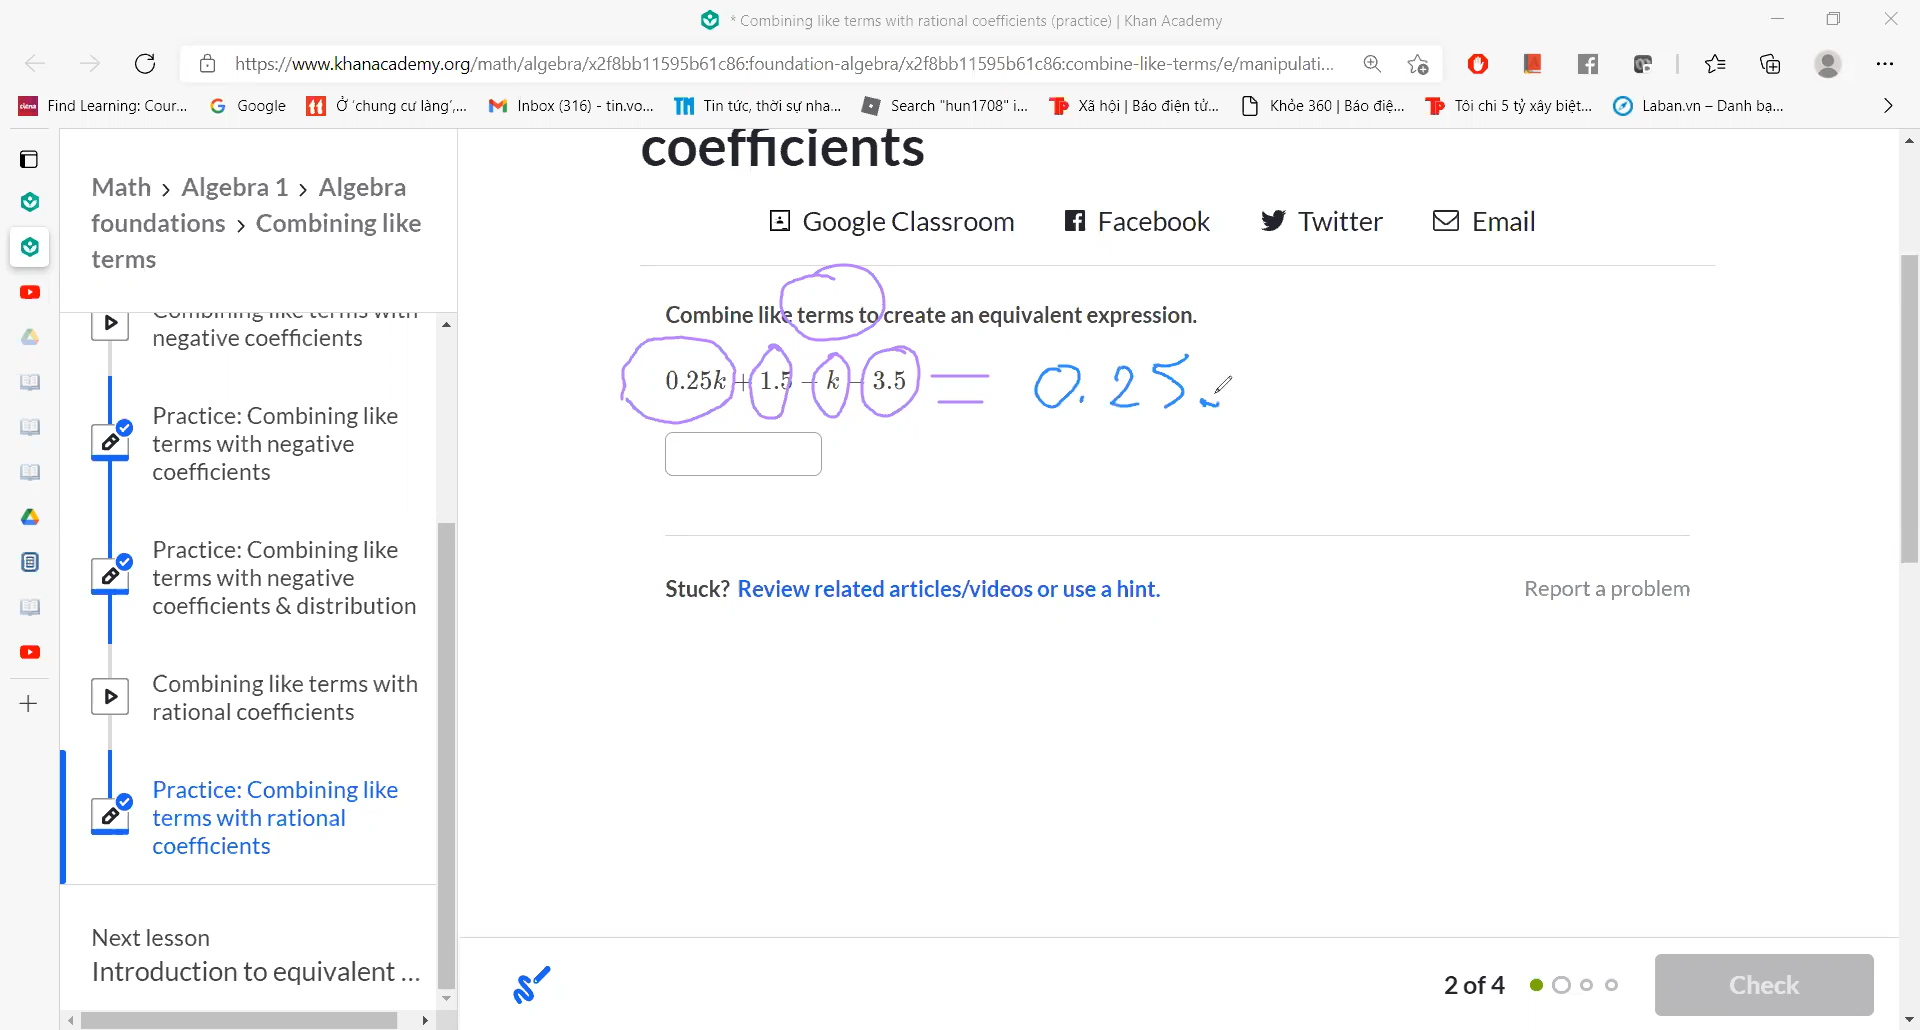 * Combining like terms with rational coefficients (practice) | Khan Academy
https://www.khanacademy.org/math/algebra/x2f8bb11595b61c86:foundation-algebra/x2f8bb11595b61c86:combine-like-terms/e/manipulati...
Find Learning: Cour... Google Ở 'chung cư làng',... Inbox (316) - tin.vo... Tin tức, thời sự nha... Search "hun1708" i... Xã hội | Báo điện tử... Khỏe 360 | Báo điệ... Tôi chi 5 tỷ xây biệt... Laban.vn – Danh bạ...
Math › Algebra 1 › Algebra
foundations › Combining like
terms
Combining like terms with
negative coefficients
Practice: Combining like
terms with negative
coefficients
Practice: Combining like
terms with negative
coefficients & distribution
Combining like terms with
rational coefficients
Practice: Combining like
terms with rational
coefficients
Next lesson
Introduction to equivalent ...
coefficients
Google Classroom Facebook Twitter Email
Combine like terms to create an equivalent expression.
0.25k + 1.5 − k − 3.5 = 0.25
Stuck? Review related articles/videos or use a hint. Report a problem
2 of 4 Check